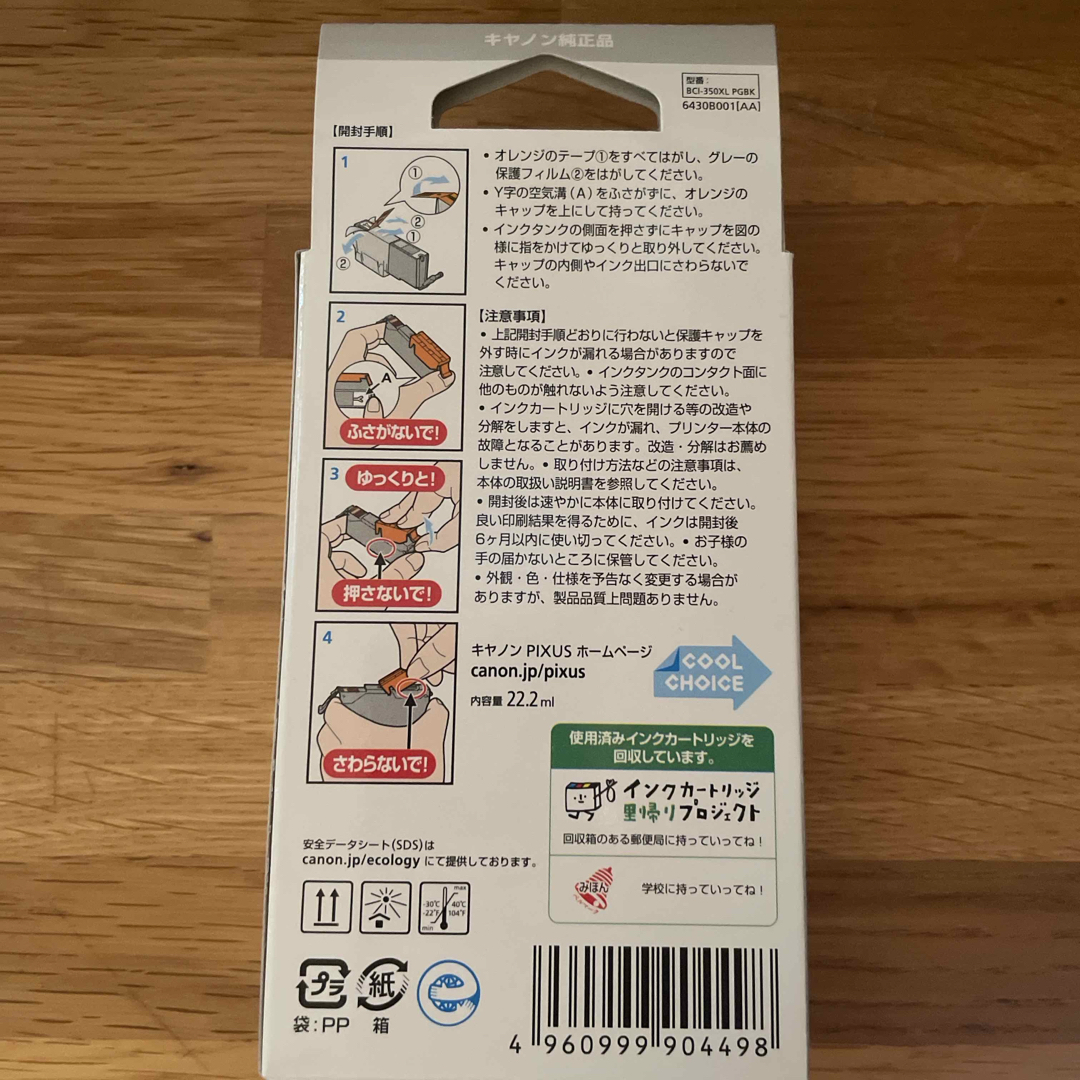 キヤノン純正品
型番：
BCI-350XL PGBK
6430B001[AA]
【開封手順】
1
①
②
①
②
• オレンジのテープ①をすべてはがし、グレーの
保護フィルム②をはがしてください。
• Y字の空気溝(A)をふさがずに、オレンジの
キャップを上にして持ってください。
• インクタンクの側面を押さずにキャップを図の
様に指をかけてゆっくりと取り外してください。
キャップの内側やインク出口にさわらないで
ください。
2
A
ふさがないで!
3
ゆっくりと!
押さないで!
4
さわらないで!
【注意事項】
• 上記開封手順どおりに行わないと保護キャップを
外す時にインクが漏れる場合がありますので
注意してください。• インクタンクのコンタクト面に
他のものが触れないよう注意してください。
• インクカートリッジに穴を開ける等の改造や
分解をしますと、インクが漏れ、プリンター本体の
故障となることがあります。改造・分解はお薦め
しません。• 取り付け方法などの注意事項は、
本体の取扱い説明書を参照してください。
• 開封後は速やかに本体に取り付けてください。
良い印刷結果を得るために、インクは開封後
6ヶ月以内に使い切ってください。• お子様の
手の届かないところに保管してください。
• 外観・色・仕様を予告なく変更する場合が
ありますが、製品品質上問題ありません。
キヤノン PIXUS ホームページ
canon.jp/pixus
内容量 22.2ml
COOL
CHOICE
使用済みインクカートリッジを
回収しています。
インクカートリッジ
里帰りプロジェクト
回収箱のある郵便局に持っていってね!
みほん
ベルマーク
学校に持っていってね!
安全データシート(SDS)は
canon.jp/ecology にて提供しております。
max
-30℃ 40℃
-22°F 104°F
min
プラ
紙
袋:PP
箱
4 960999 904498